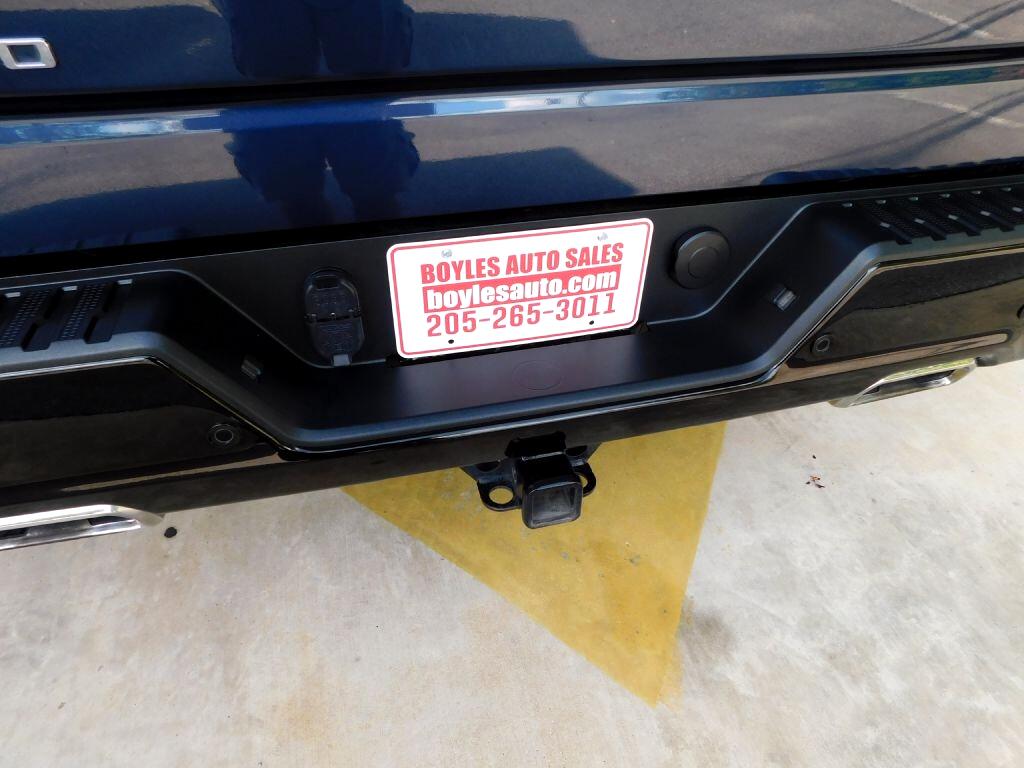 O
BOYLES AUTO SALES
boylesauto.com
205-265-3011